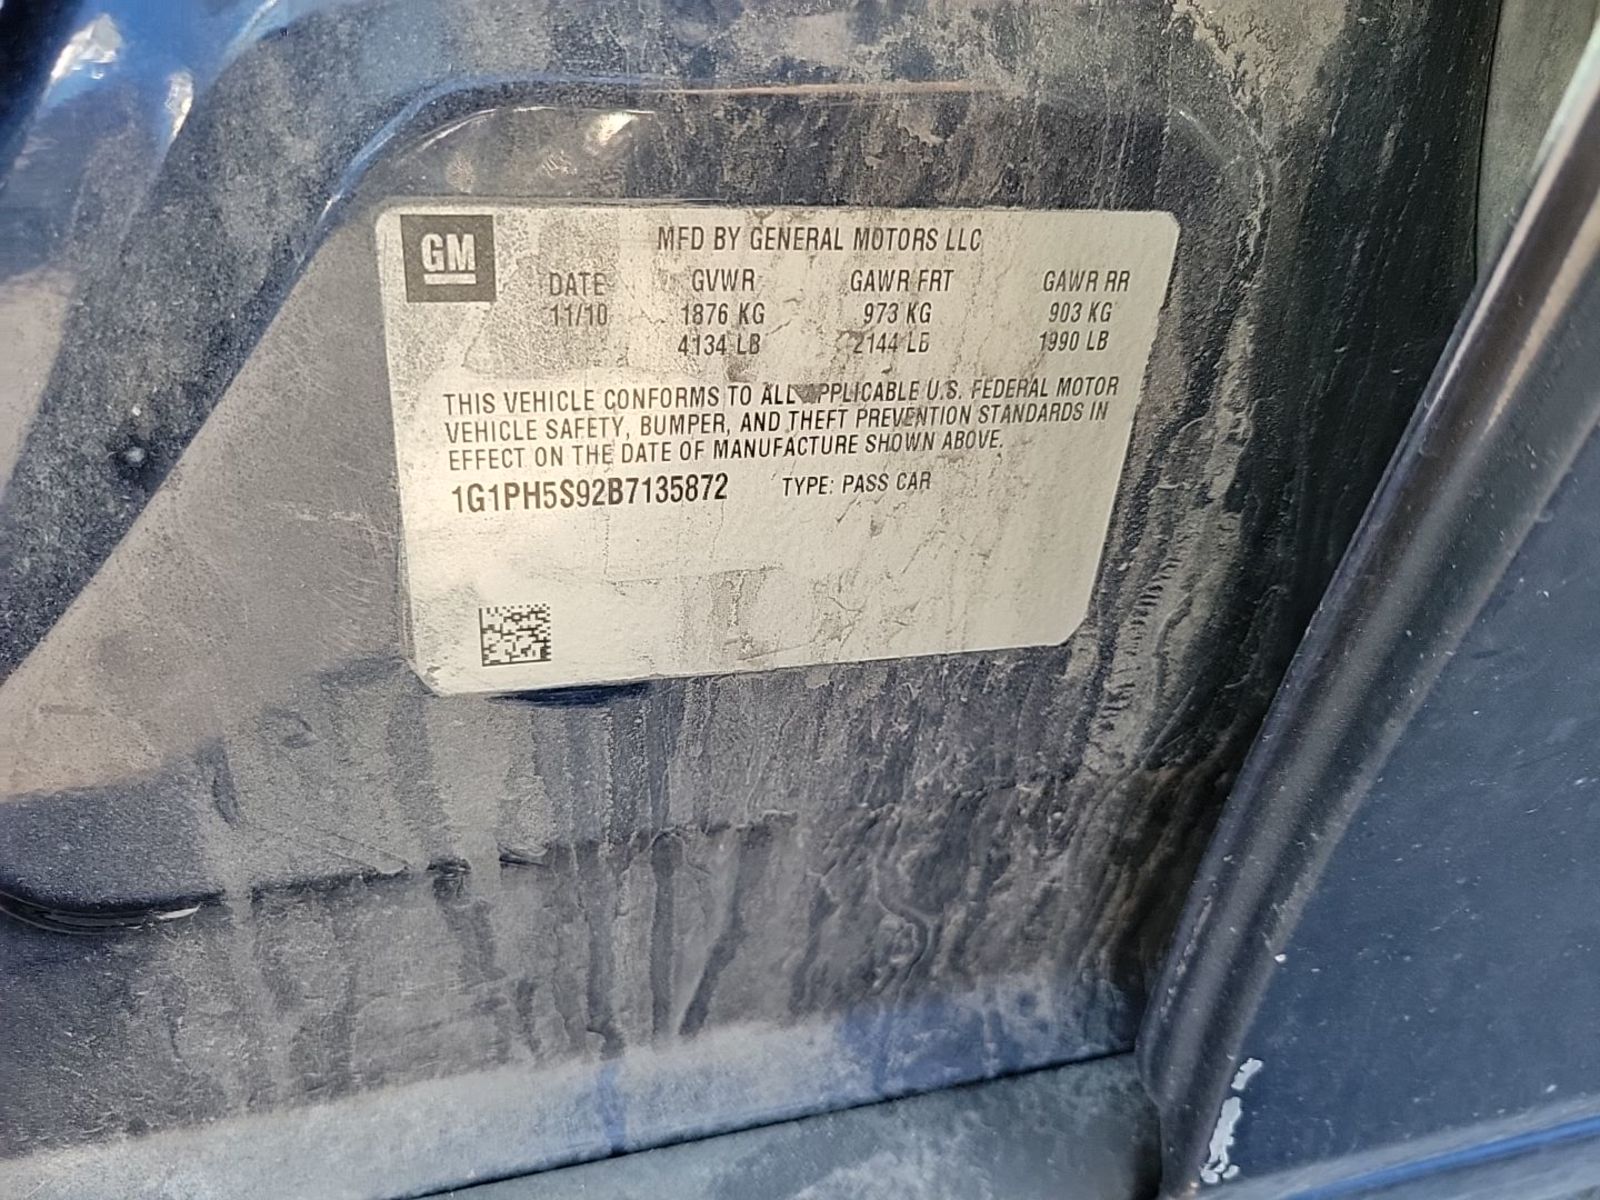 GM
MFD BY GENERAL MOTORS LLC
DATE GVWR GAWR FRT GAWR RR
11/10 1876 KG 973 KG 903 KG
4134 LB 2144 LB 1990 LB
THIS VEHICLE CONFORMS TO ALL APPLICABLE U.S. FEDERAL MOTOR
VEHICLE SAFETY, BUMPER, AND THEFT PREVENTION STANDARDS IN
EFFECT ON THE DATE OF MANUFACTURE SHOWN ABOVE.
1G1PH5S92B7135872 TYPE: PASS CAR